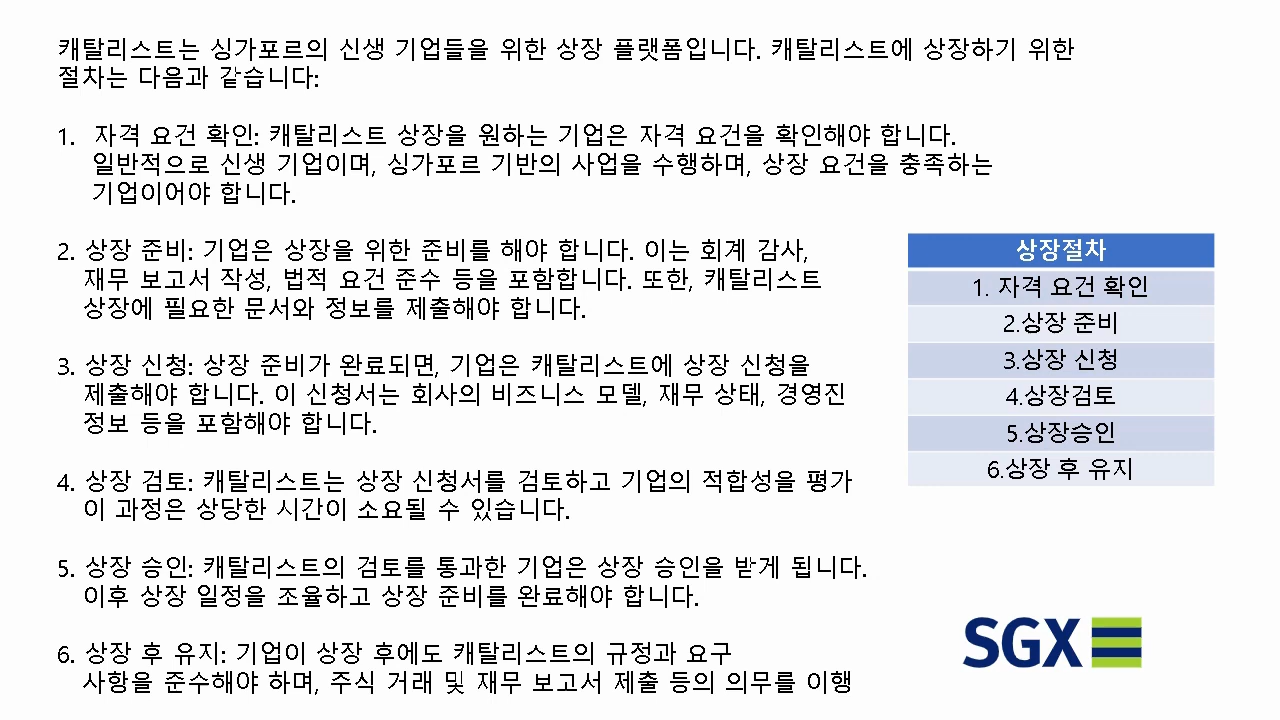 캐탈리스트는 싱가포르의 신생 기업들을 위한 상장 플랫폼입니다. 캐탈리스트에 상장하기 위한
절차는 다음과 같습니다:
1. 자격 요건 확인: 캐탈리스트 상장을 원하는 기업은 자격 요건을 확인해야 합니다.
일반적으로 신생 기업이며, 싱가포르 기반의 사업을 수행하며, 상장 요건을 충족하는
기업이어야 합니다.
2. 상장 준비: 기업은 상장을 위한 준비를 해야 합니다. 이는 회계 감사,
재무 보고서 작성, 법적 요건 준수 등을 포함합니다. 또한, 캐탈리스트
상장에 필요한 문서와 정보를 제출해야 합니다.
3. 상장 신청: 상장 준비가 완료되면, 기업은 캐탈리스트에 상장 신청을
제출해야 합니다. 이 신청서는 회사의 비즈니스 모델, 재무 상태, 경영진
정보 등을 포함해야 합니다.
4. 상장 검토: 캐탈리스트는 상장 신청서를 검토하고 기업의 적합성을 평가
이 과정은 상당한 시간이 소요될 수 있습니다.
5. 상장 승인: 캐탈리스트의 검토를 통과한 기업은 상장 승인을 받게 됩니다.
이후 상장 일정을 조율하고 상장 준비를 완료해야 합니다.
6. 상장 후 유지: 기업이 상장 후에도 캐탈리스트의 규정과 요구
사항을 준수해야 하며, 주식 거래 및 재무 보고서 제출 등의 의무를 이행
상장절차
1. 자격 요건 확인
2.상장 준비
3.상장 신청
4.상장검토
5.상장승인
6.상장 후 유지
SGX